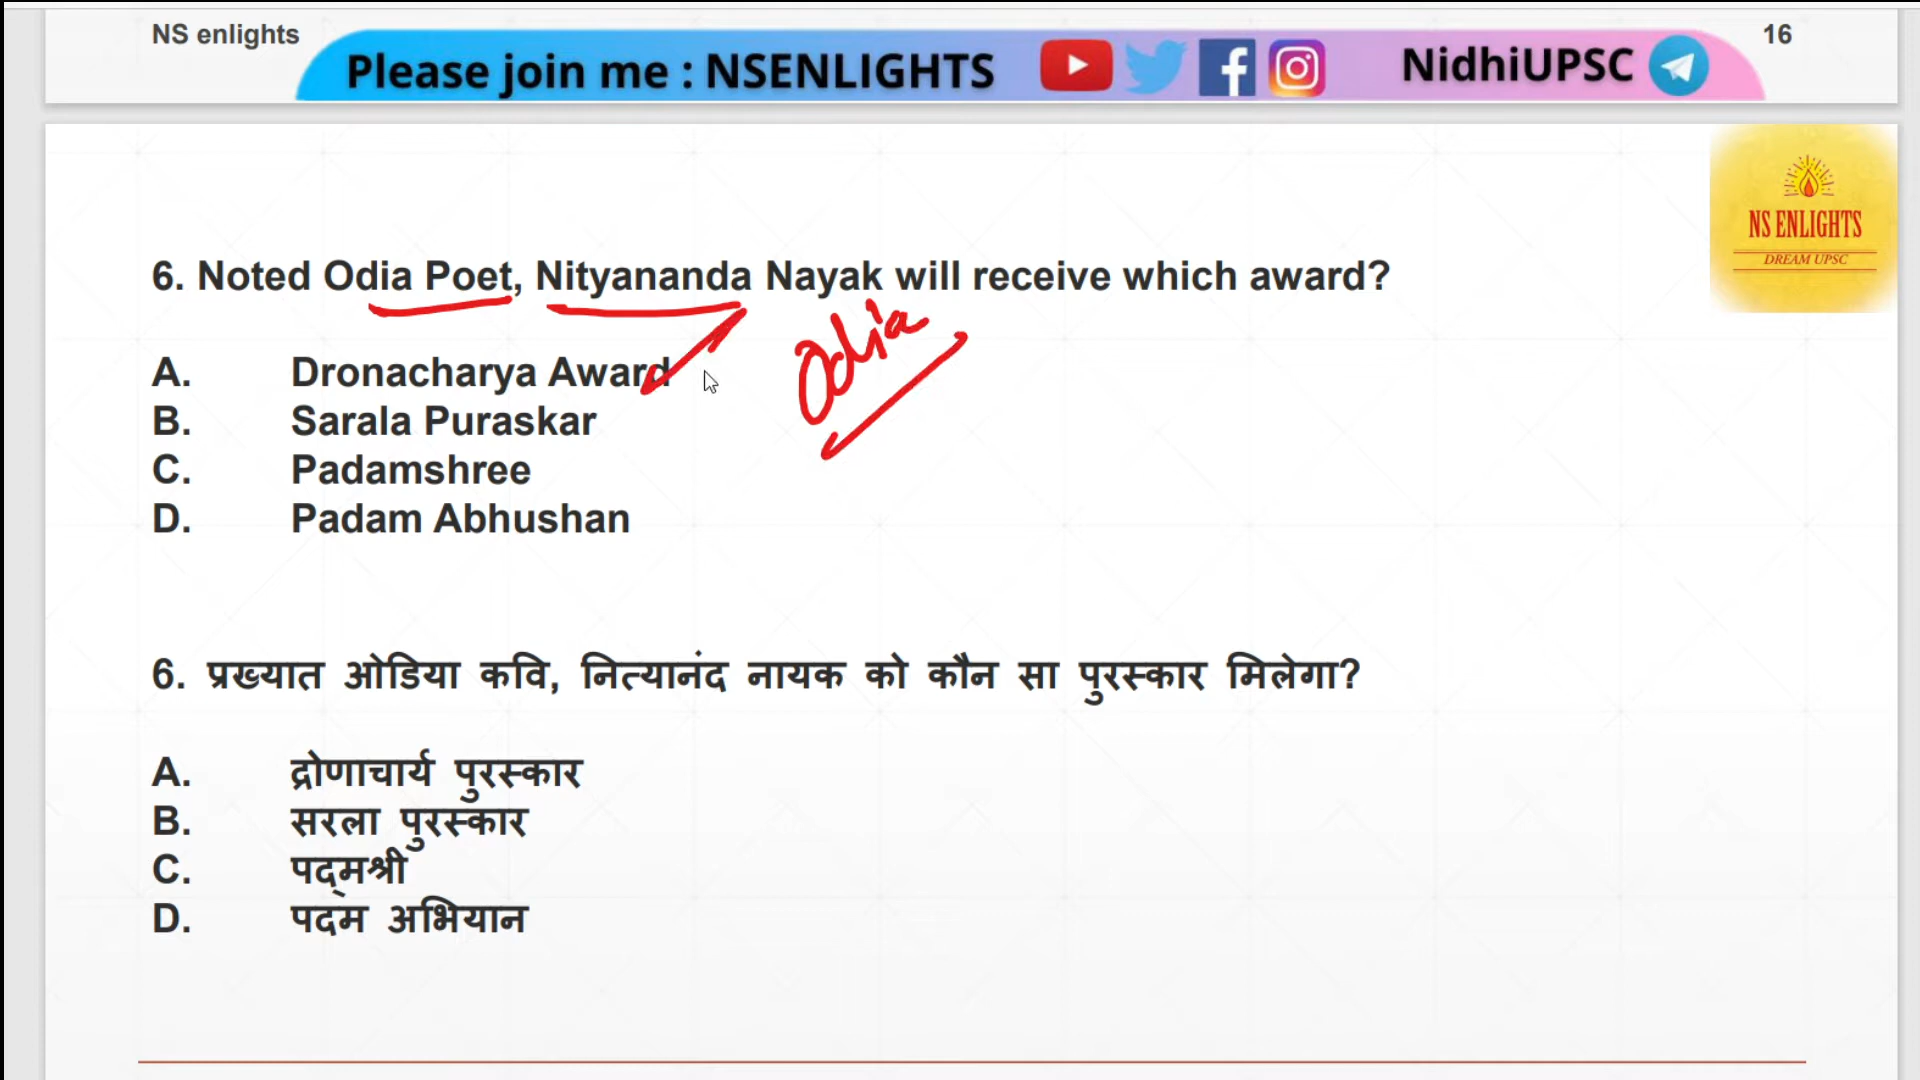 NS enlights
Please join me : NSENLIGHTS
NidhiUPSC
16
NS ENLIGHTS
DREAM UPSC
6. Noted Odia Poet, Nityananda Nayak will receive which award?
Odia
A. Dronacharya Award
B. Sarala Puraskar
C. Padamshree
D. Padam Abhushan
6. प्रख्यात ओडिया कवि, नित्यानंद नायक को कौन सा पुरस्कार मिलेगा?
A. द्रोणाचार्य पुरस्कार
B. सरला पुरस्कार
C. पद्मश्री
D. पदम अभियान